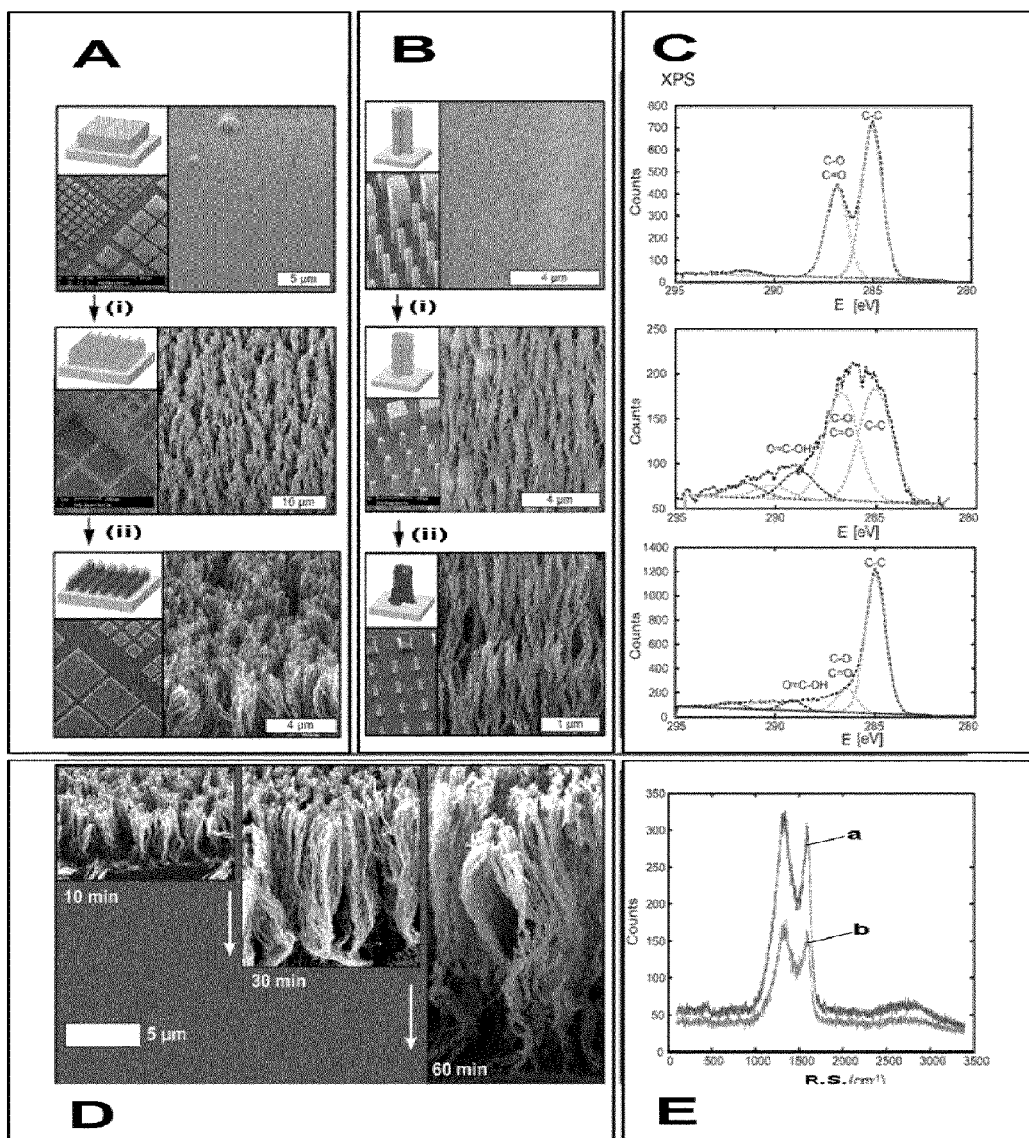 A
5 µm
(i)
10 µm
(ii)
4 µm
B
4 µm
(i)
4 µm
(ii)
1 µm
C
XPS
800
700
600
500
400
300
200
100
0
Counts
C-C
C-O
C=O
295
290
285
280
E [eV]
250
200
150
100
50
Counts
C-O
C=O
C-C
O=C-OH
295
290
285
280
E [eV]
1400
1200
1000
800
600
400
200
0
Counts
C-C
C-O
C=O
O=C-OH
295
290
285
280
E [eV]
10 min
30 min
60 min
5 µm
D
350
300
250
200
150
100
50
0
Counts
a
b
0
500
1000
1500
2000
2500
3000
3500
R.S. (cm⁻¹)
E